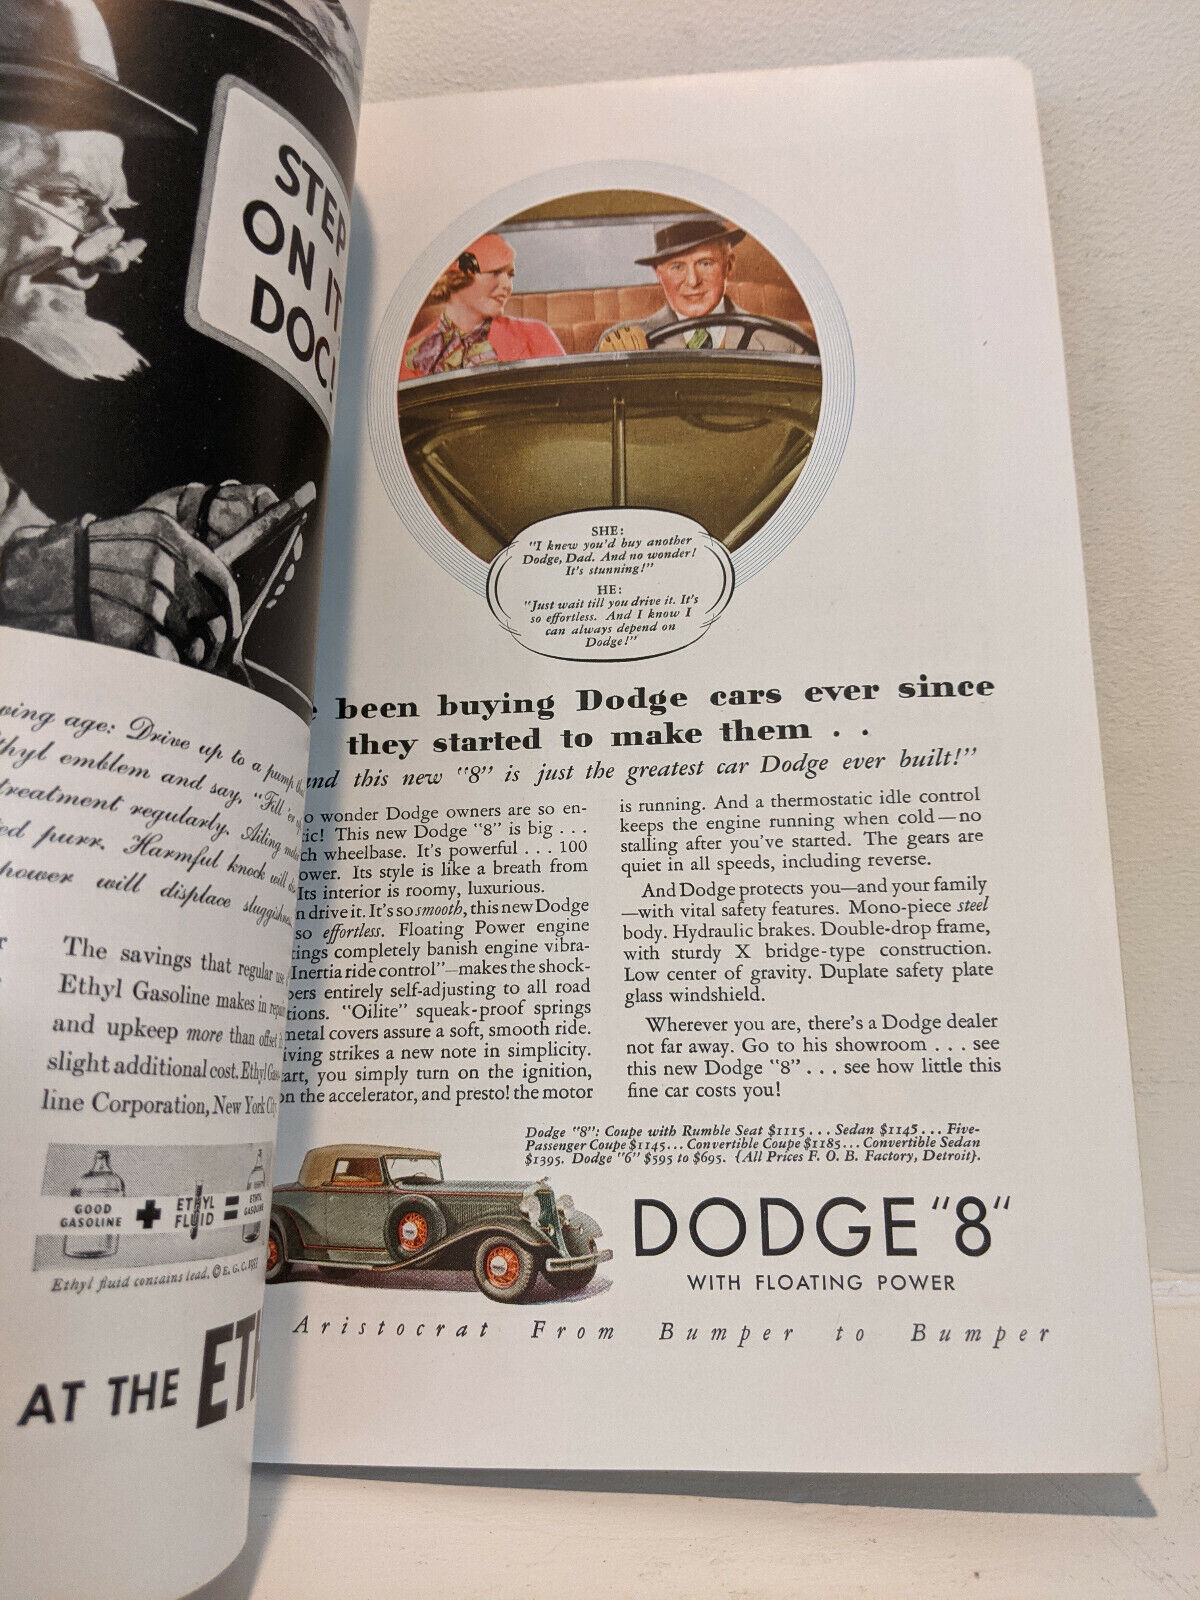 STEP
ON IT
DOC!
age: Drive up to a pump
emblem and say, "Fill
treatment regularly. Ailing
purr. Harmful knock will
power will displace
The savings that regular
Ethyl Gasoline makes in
and upkeep more than offset
slight additional cost. Ethyl
line Corporation, New York
GOOD
GASOLINE
+
ETHYL
FLUID
=
ETHYL
GASOLINE
Ethyl fluid contains lead. © E. G. C.
AT THE
SHE:
"I knew you'd buy another
Dodge, Dad. And no wonder!
It's stunning!"
HE:
"Just wait till you drive it. It's
so effortless. And I know I
can always depend on
Dodge!"
been buying Dodge cars ever since
they started to make them . .
and this new "8" is just the greatest car Dodge ever built!"
wonder Dodge owners are so en-
This new Dodge "8" is big . . .
wheelbase. It's powerful . . . 100
Its style is like a breath from
Its interior is roomy, luxurious.
drive it. It's so smooth, this new Dodge
so effortless. Floating Power engine
completely banish engine vibra-
Inertia ride control"—makes the shock-
entirely self-adjusting to all road
"Oilite" squeak-proof springs
metal covers assure a soft, smooth ride.
strikes a new note in simplicity.
you simply turn on the ignition,
on the accelerator, and presto! the motor
is running. And a thermostatic idle control
keeps the engine running when cold—no
stalling after you've started. The gears are
quiet in all speeds, including reverse.
And Dodge protects you—and your family
—with vital safety features. Mono-piece steel
body. Hydraulic brakes. Double-drop frame,
with sturdy X bridge-type construction.
Low center of gravity. Duplate safety plate
glass windshield.
Wherever you are, there's a Dodge dealer
not far away. Go to his showroom . . . see
this new Dodge "8" . . . see how little this
fine car costs you!
Dodge "8": Coupe with Rumble Seat $1115 . . . Sedan $1145 . . . Five-
Passenger Coupe $1145 . . . Convertible Coupe $1185 . . . Convertible Sedan
$1395. Dodge "6" $595 to $695. {All Prices F. O. B. Factory, Detroit}.
DODGE "8"
WITH FLOATING POWER
Aristocrat From Bumper to Bumper